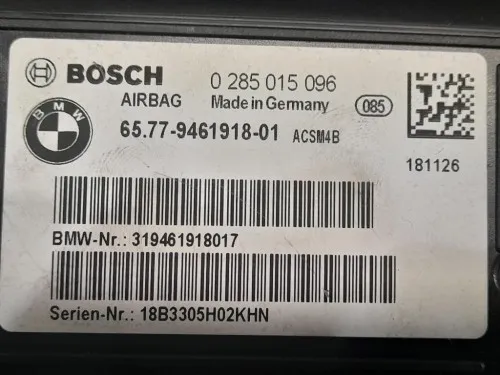 BOSCH 0 285 015 096
AIRBAG Made in Germany 085
BMW 65.77-9461918-01 ACSM4B
181126
BMW-Nr.: 319461918017
Serien-Nr.: 18B3305H02KHN